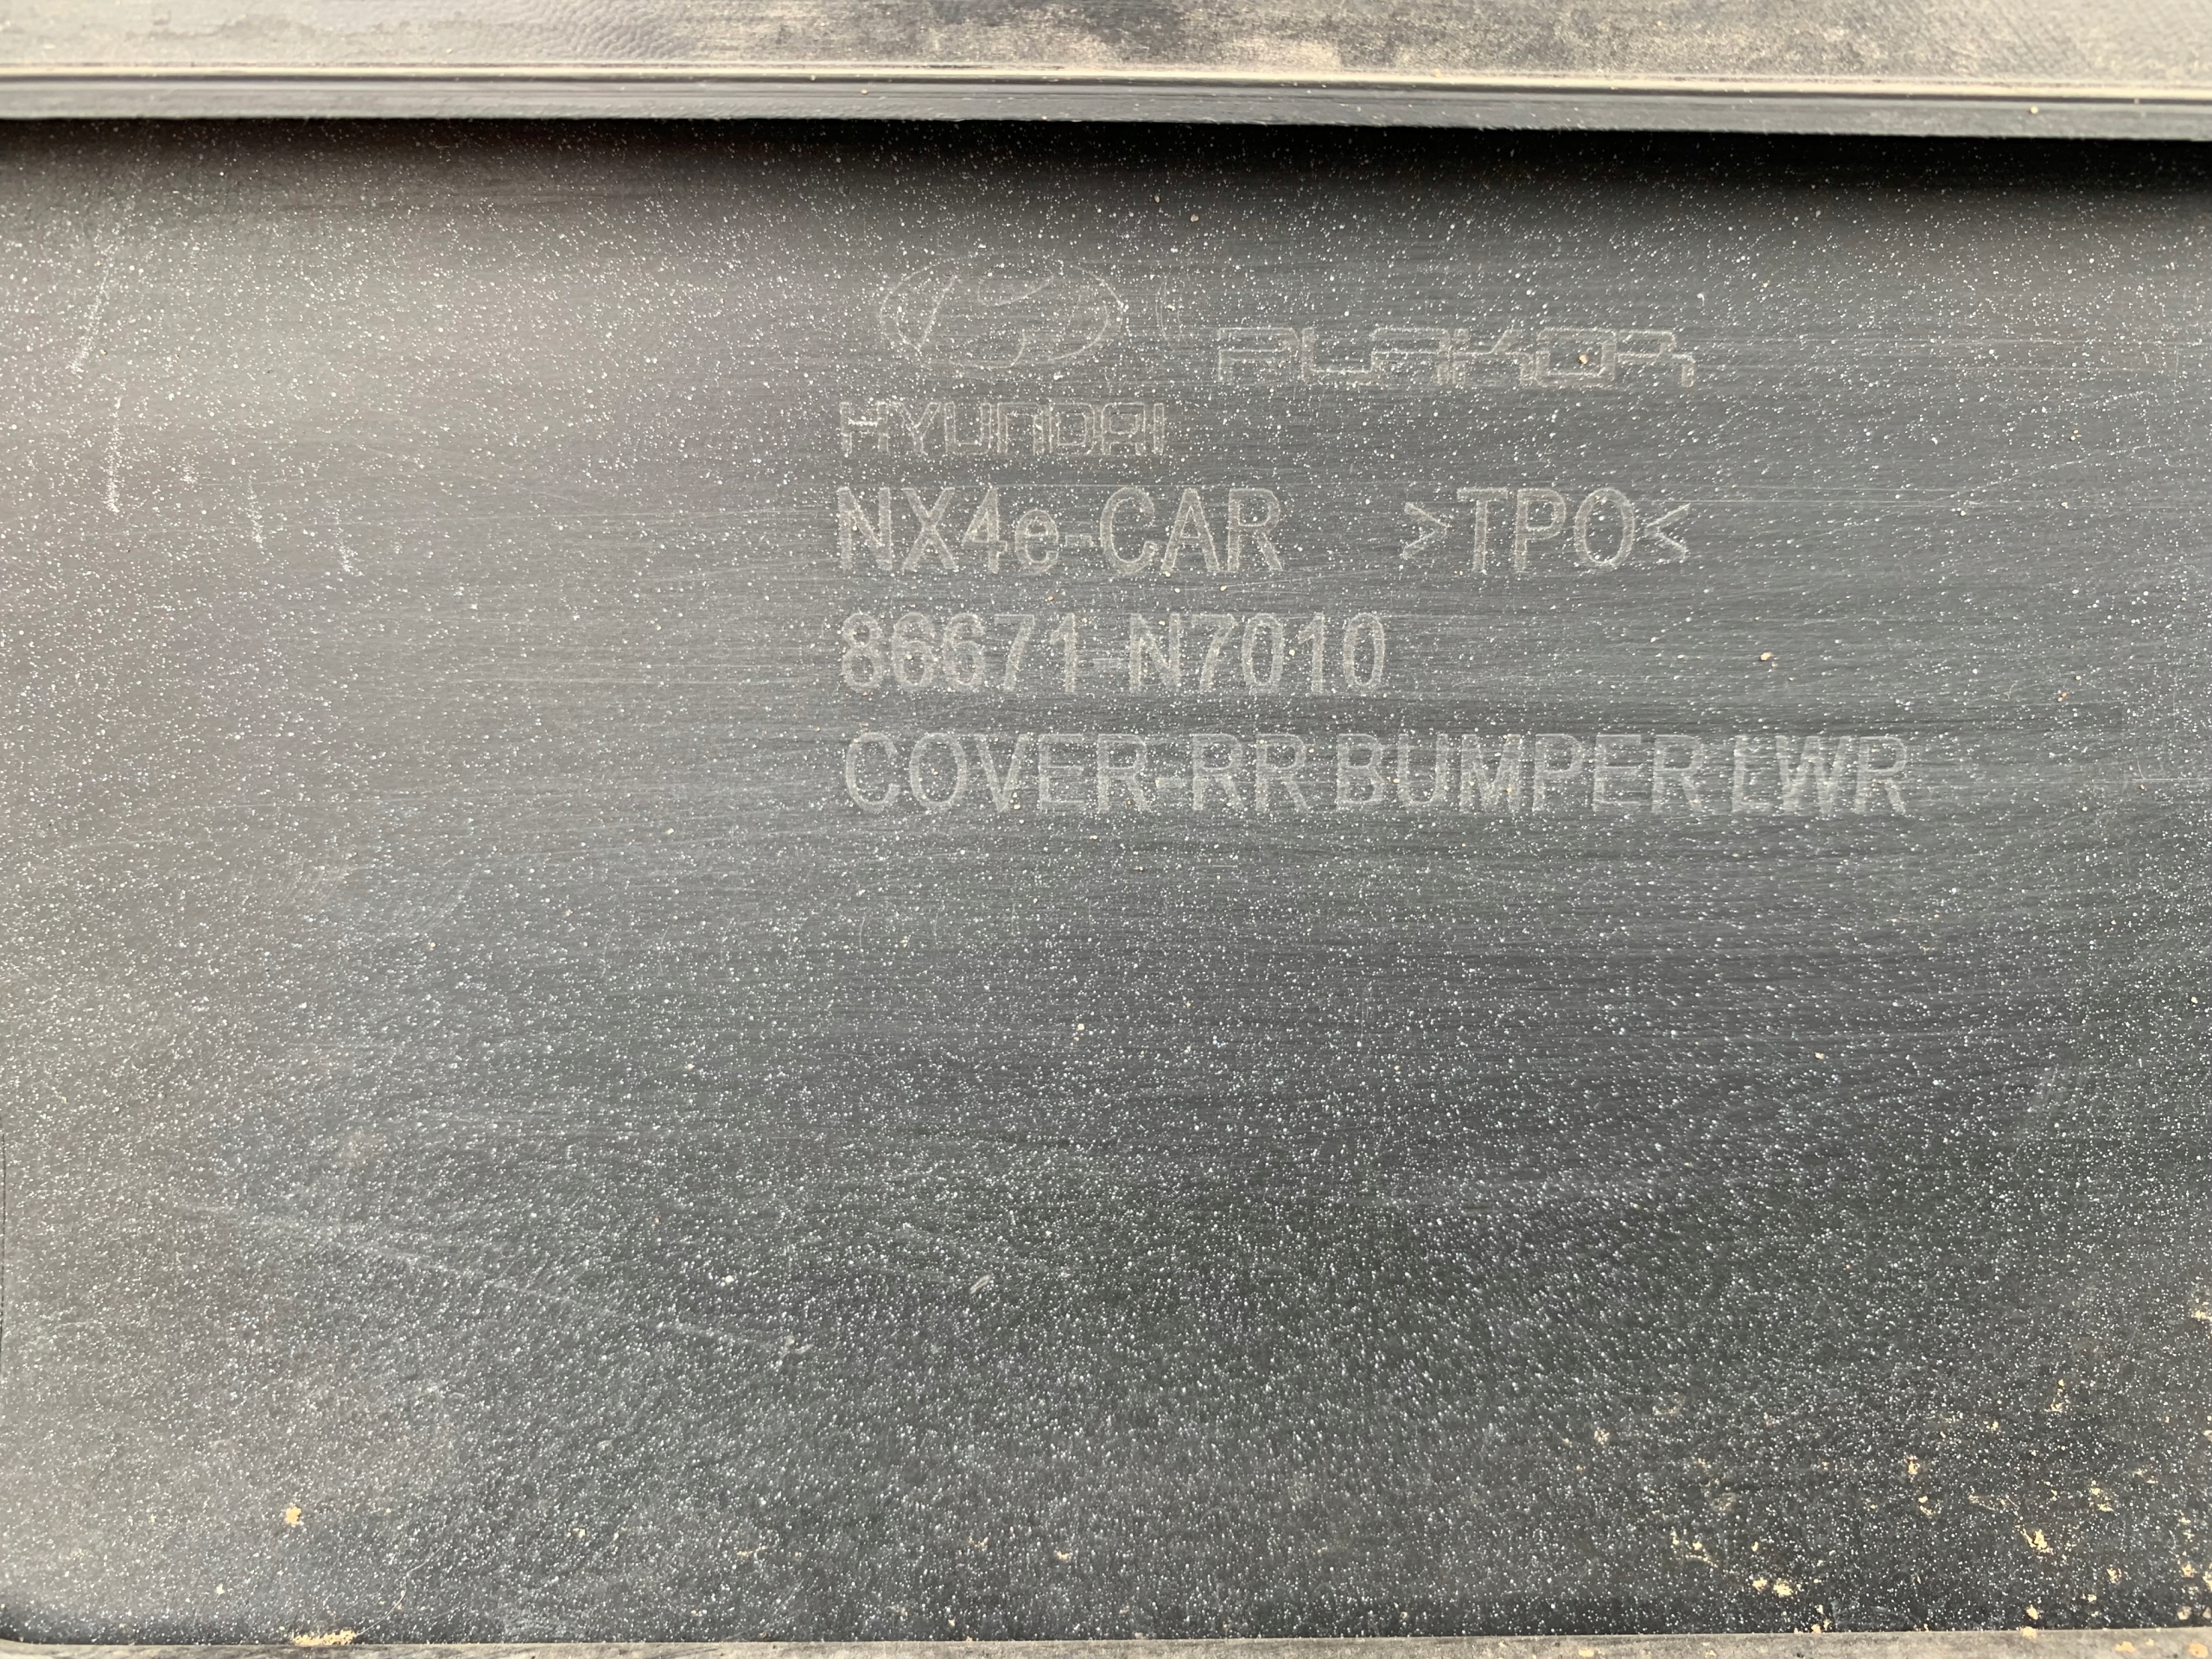 PLAKOR
HYUNDAI
NX4e-CAR >TPO<
86671-N7010
COVER-RR BUMPER LWR